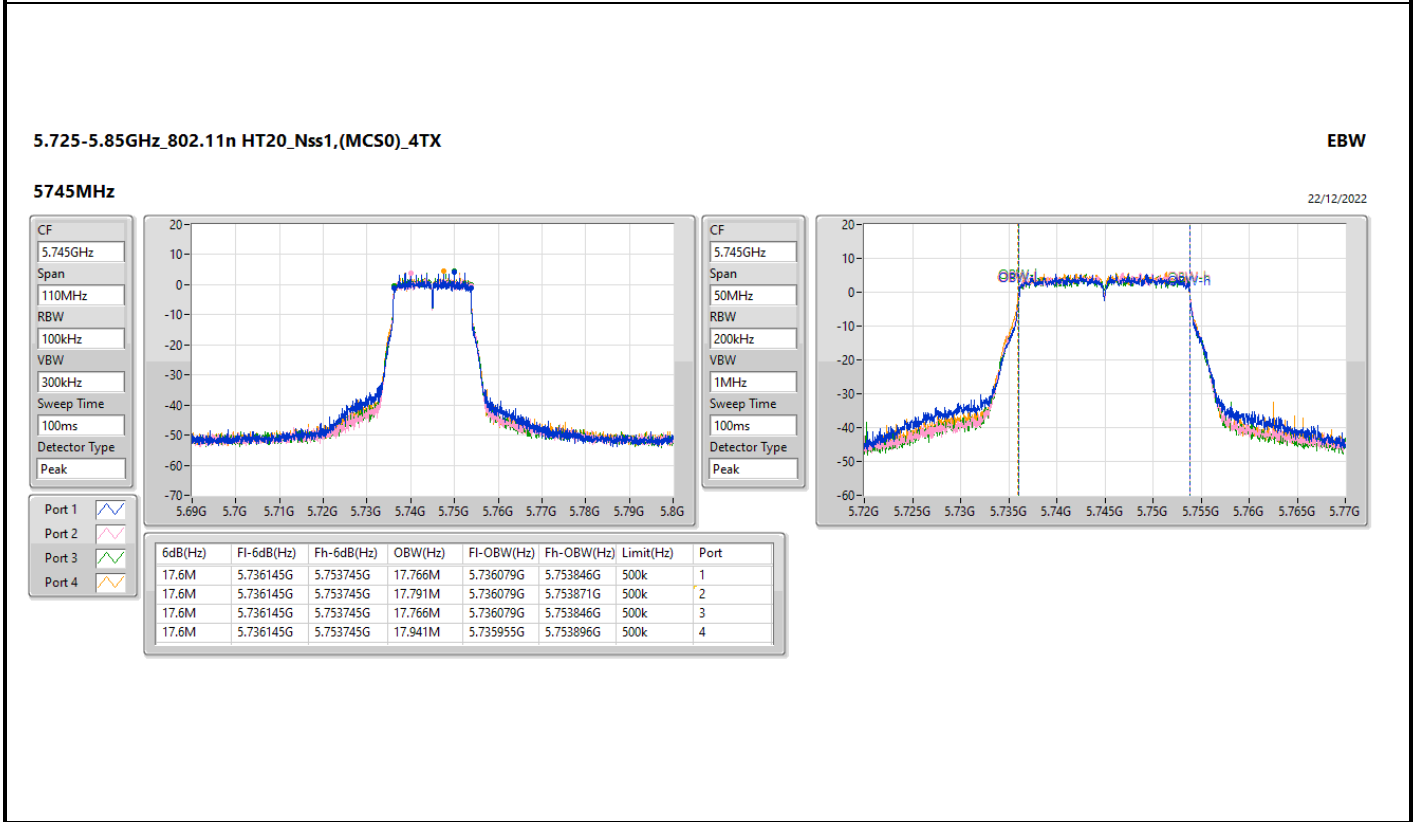 5.725-5.85GHz_802.11n HT20_Nss1,(MCS0)_4TX
EBW
5745MHz
22/12/2022
CF
5.745GHz
Span
110MHz
RBW
100kHz
VBW
300kHz
Sweep Time
100ms
Detector Type
Peak
20
10
0
-10
-20
-30
-40
-50
-60
-70
5.69G 5.7G 5.71G 5.72G 5.73G 5.74G 5.75G 5.76G 5.77G 5.78G 5.79G 5.8G
CF
5.745GHz
Span
50MHz
RBW
200kHz
VBW
1MHz
Sweep Time
100ms
Detector Type
Peak
20
10
0
-10
-20
-30
-40
-50
-60
5.72G 5.725G 5.73G 5.735G 5.74G 5.745G 5.75G 5.755G 5.76G 5.765G 5.77G
Port 1
Port 2
Port 3
Port 4
6dB(Hz) Fl-6dB(Hz) Fh-6dB(Hz) OBW(Hz) Fl-OBW(Hz) Fh-OBW(Hz) Limit(Hz) Port
17.6M 5.736145G 5.753745G 17.766M 5.736079G 5.753846G 500k 1
17.6M 5.736145G 5.753745G 17.791M 5.736079G 5.753871G 500k 2
17.6M 5.736145G 5.753745G 17.766M 5.736079G 5.753846G 500k 3
17.6M 5.736145G 5.753745G 17.941M 5.735955G 5.753896G 500k 4